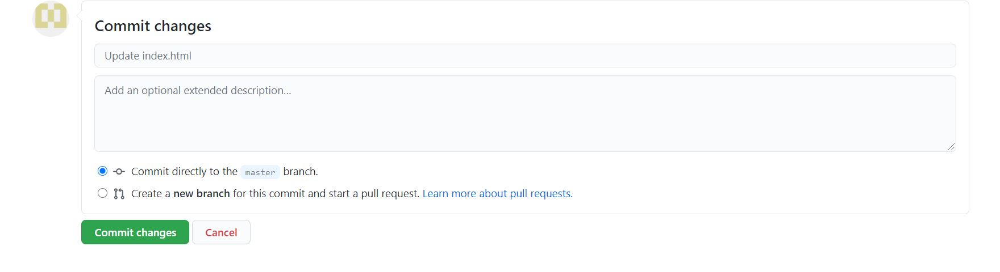 Commit changes
Update index.html
Add an optional extended description...
Commit directly to the master branch.
Create a new branch for this commit and start a pull request. Learn more about pull requests.
Commit changes Cancel